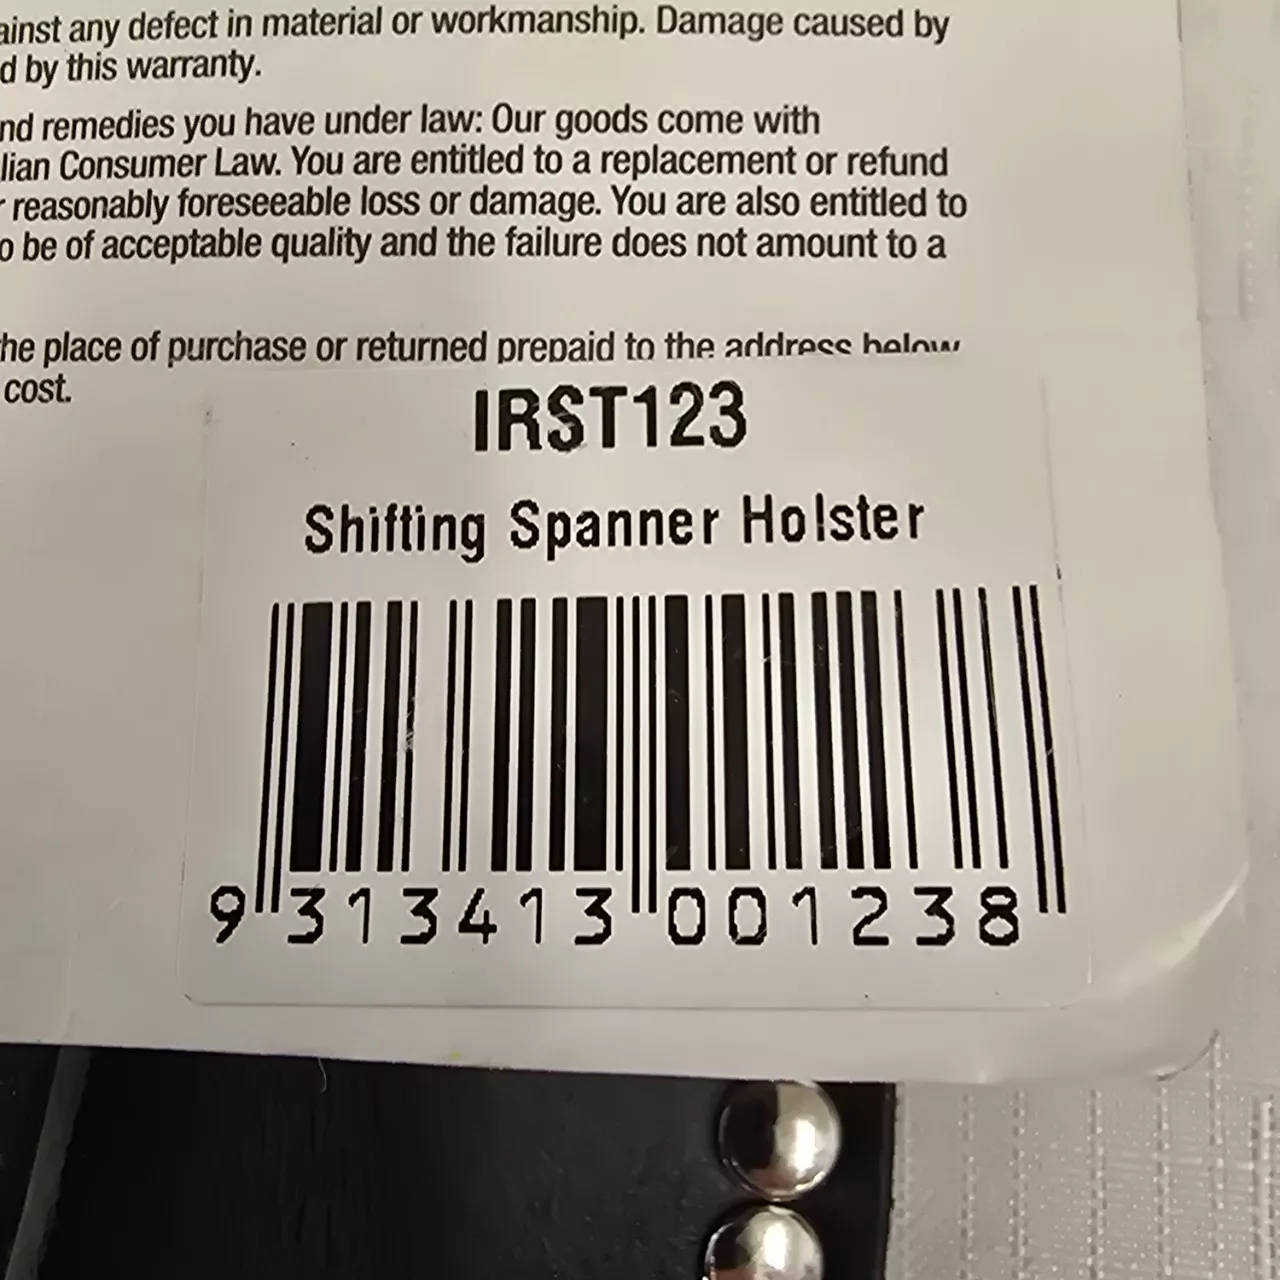 ainst any defect in material or workmanship. Damage caused by
d by this warranty.
nd remedies you have under law: Our goods come with
lian Consumer Law. You are entitled to a replacement or refund
r reasonably foreseeable loss or damage. You are also entitled to
o be of acceptable quality and the failure does not amount to a
he place of purchase or returned prepaid to the address below
cost.
IRST123
Shifting Spanner Holster
9 313413 001238